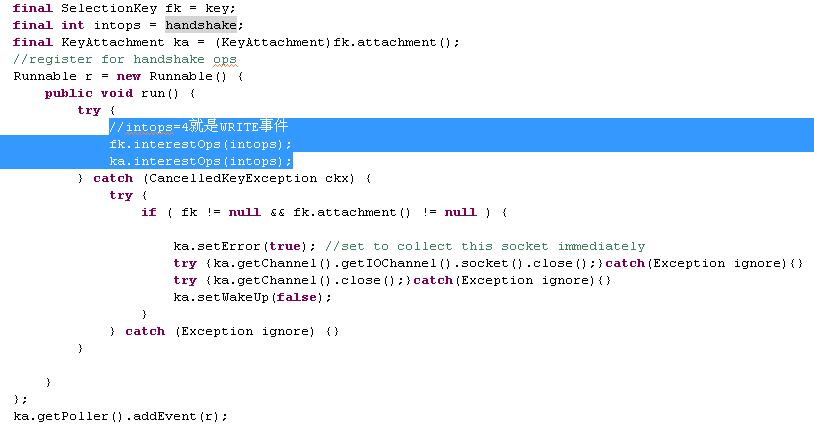 final SelectionKey fk = key;
final int intops = handshake;
final KeyAttachment ka = (KeyAttachment)fk.attachment();
//register for handshake ops
Runnable r = new Runnable() {
public void run() {
try {
//intops=4就是WRITE事件
fk.interestOps(intops);
ka.interestOps(intops);
} catch (CancelledKeyException ckx) {
try {
if ( fk != null && fk.attachment() != null ) {
ka.setError(true); //set to collect this socket immediately
try {ka.getChannel().getIOChannel().socket().close();}catch(Exception ignore){}
try {ka.getChannel().close();}catch(Exception ignore){}
ka.setWakeUp(false);
}
} catch (Exception ignore) {}
}
}
};
ka.getPoller().addEvent(r);